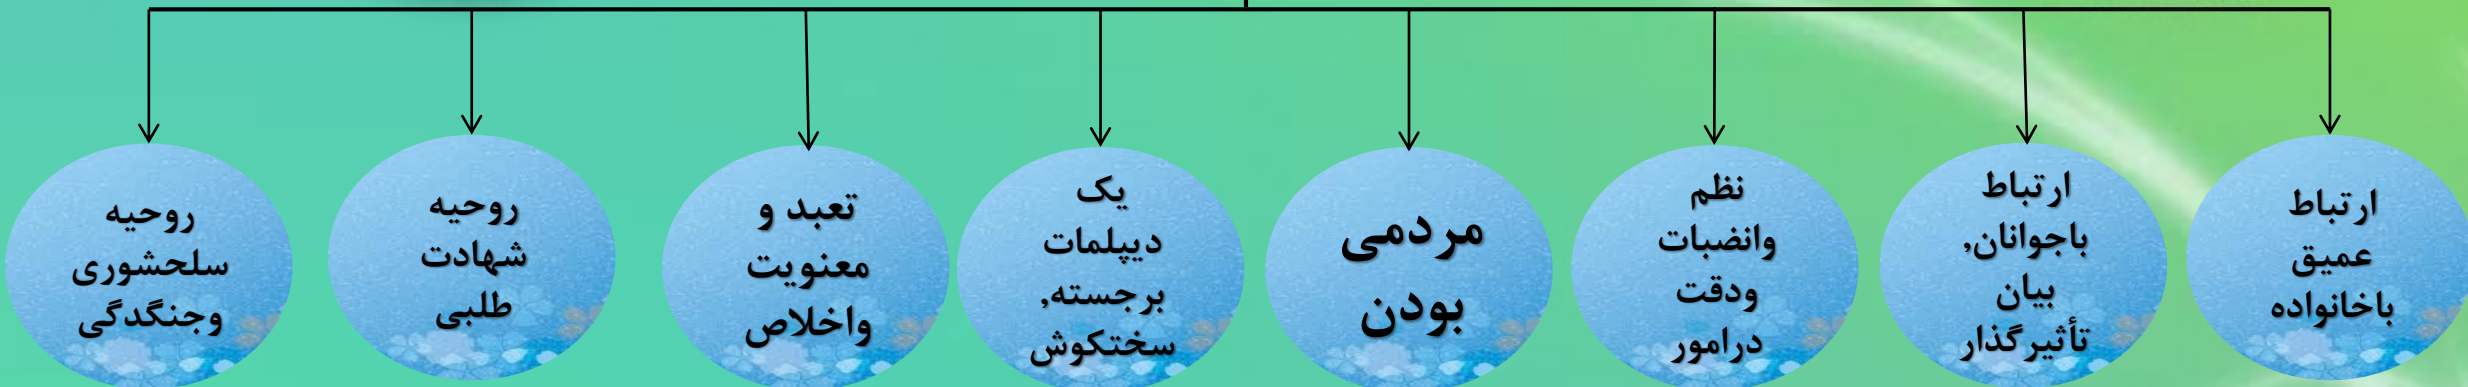 ارتباط
عمیق
باخانواده
ارتباط
باجوانان,
بیان
تأثیرگذار
نظم
وانضبات
ودقت
درامور
مردمی
بودن
یک
دیپلمات
برجسته,
سختکوش
تعبد و
معنویت
واخلاص
روحیه
شهادت
طلبی
روحیه
سلحشوری
وجنگدگی